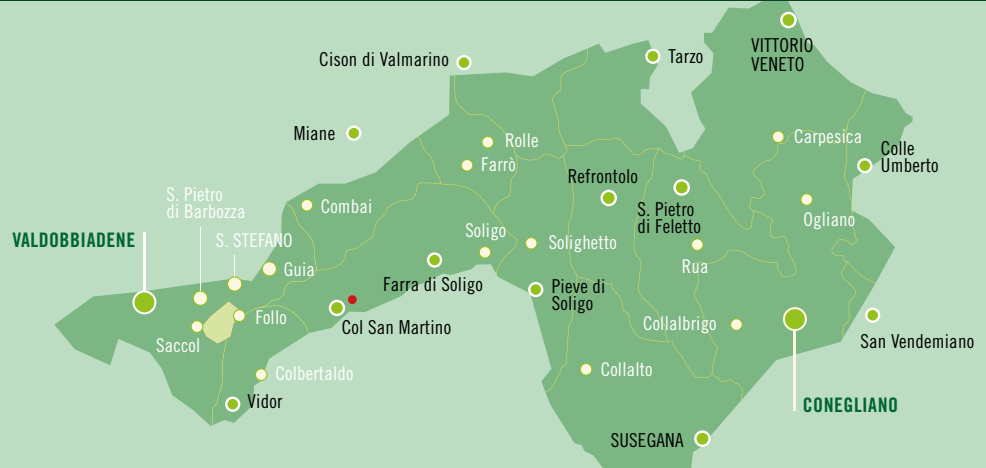 VITTORIO
VENETO
Cison di Valmarino
Tarzo
Miane
Rolle
Carpesica
Colle
Umberto
Farrò
Refrontolo
S. Pietro
di Barbozza
Combai
S. Pietro
di Feletto
Ogliano
VALDOBBIADENE
S. STEFANO
Soligo
Solighetto
Guia
Rua
Farra di Soligo
Pieve di
Soligo
Follo
Col San Martino
Collalbrigo
San Vendemiano
Saccol
Colbertaldo
Collalto
Vidor
CONEGLIANO
SUSEGANA